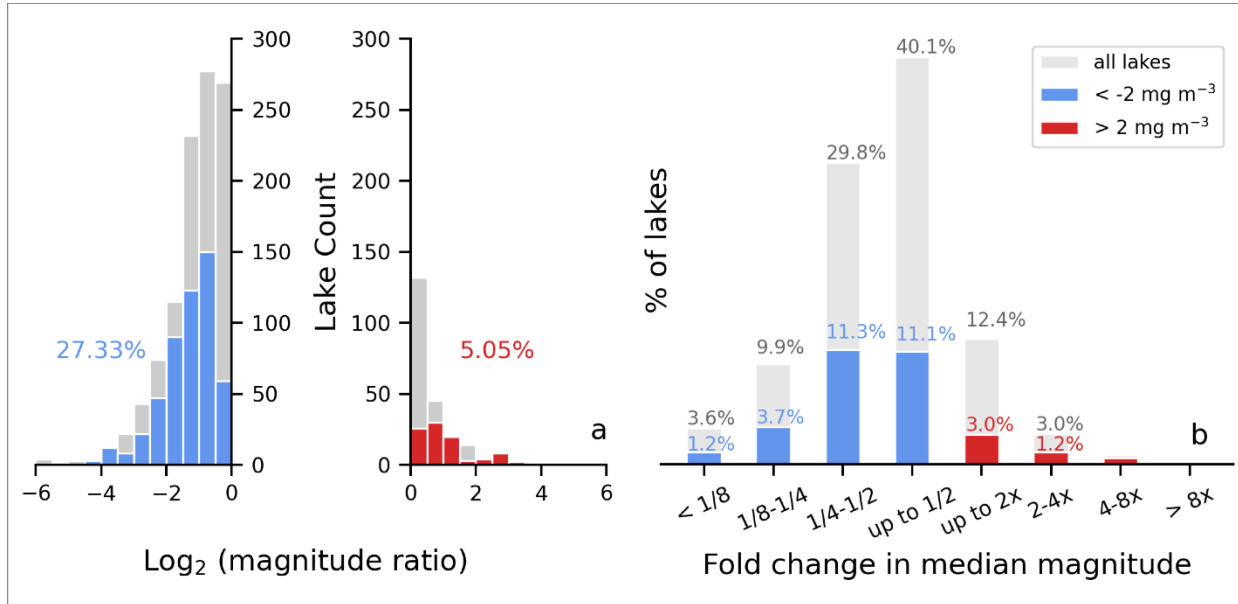 300
250
200
150
100
50
0
−6
−4
−2
0
27.33%
Lake Count
300
250
200
150
100
50
0
0
2
4
6
5.05%
a
Log₂ (magnitude ratio)
% of lakes
3.6%
1.2%
9.9%
3.7%
29.8%
11.3%
40.1%
11.1%
12.4%
3.0%
3.0%
1.2%
all lakes
< -2 mg m⁻³
> 2 mg m⁻³
b
< 1/8
1/8-1/4
1/4-1/2
up to 1/2
up to 2x
2-4x
4-8x
> 8x
Fold change in median magnitude